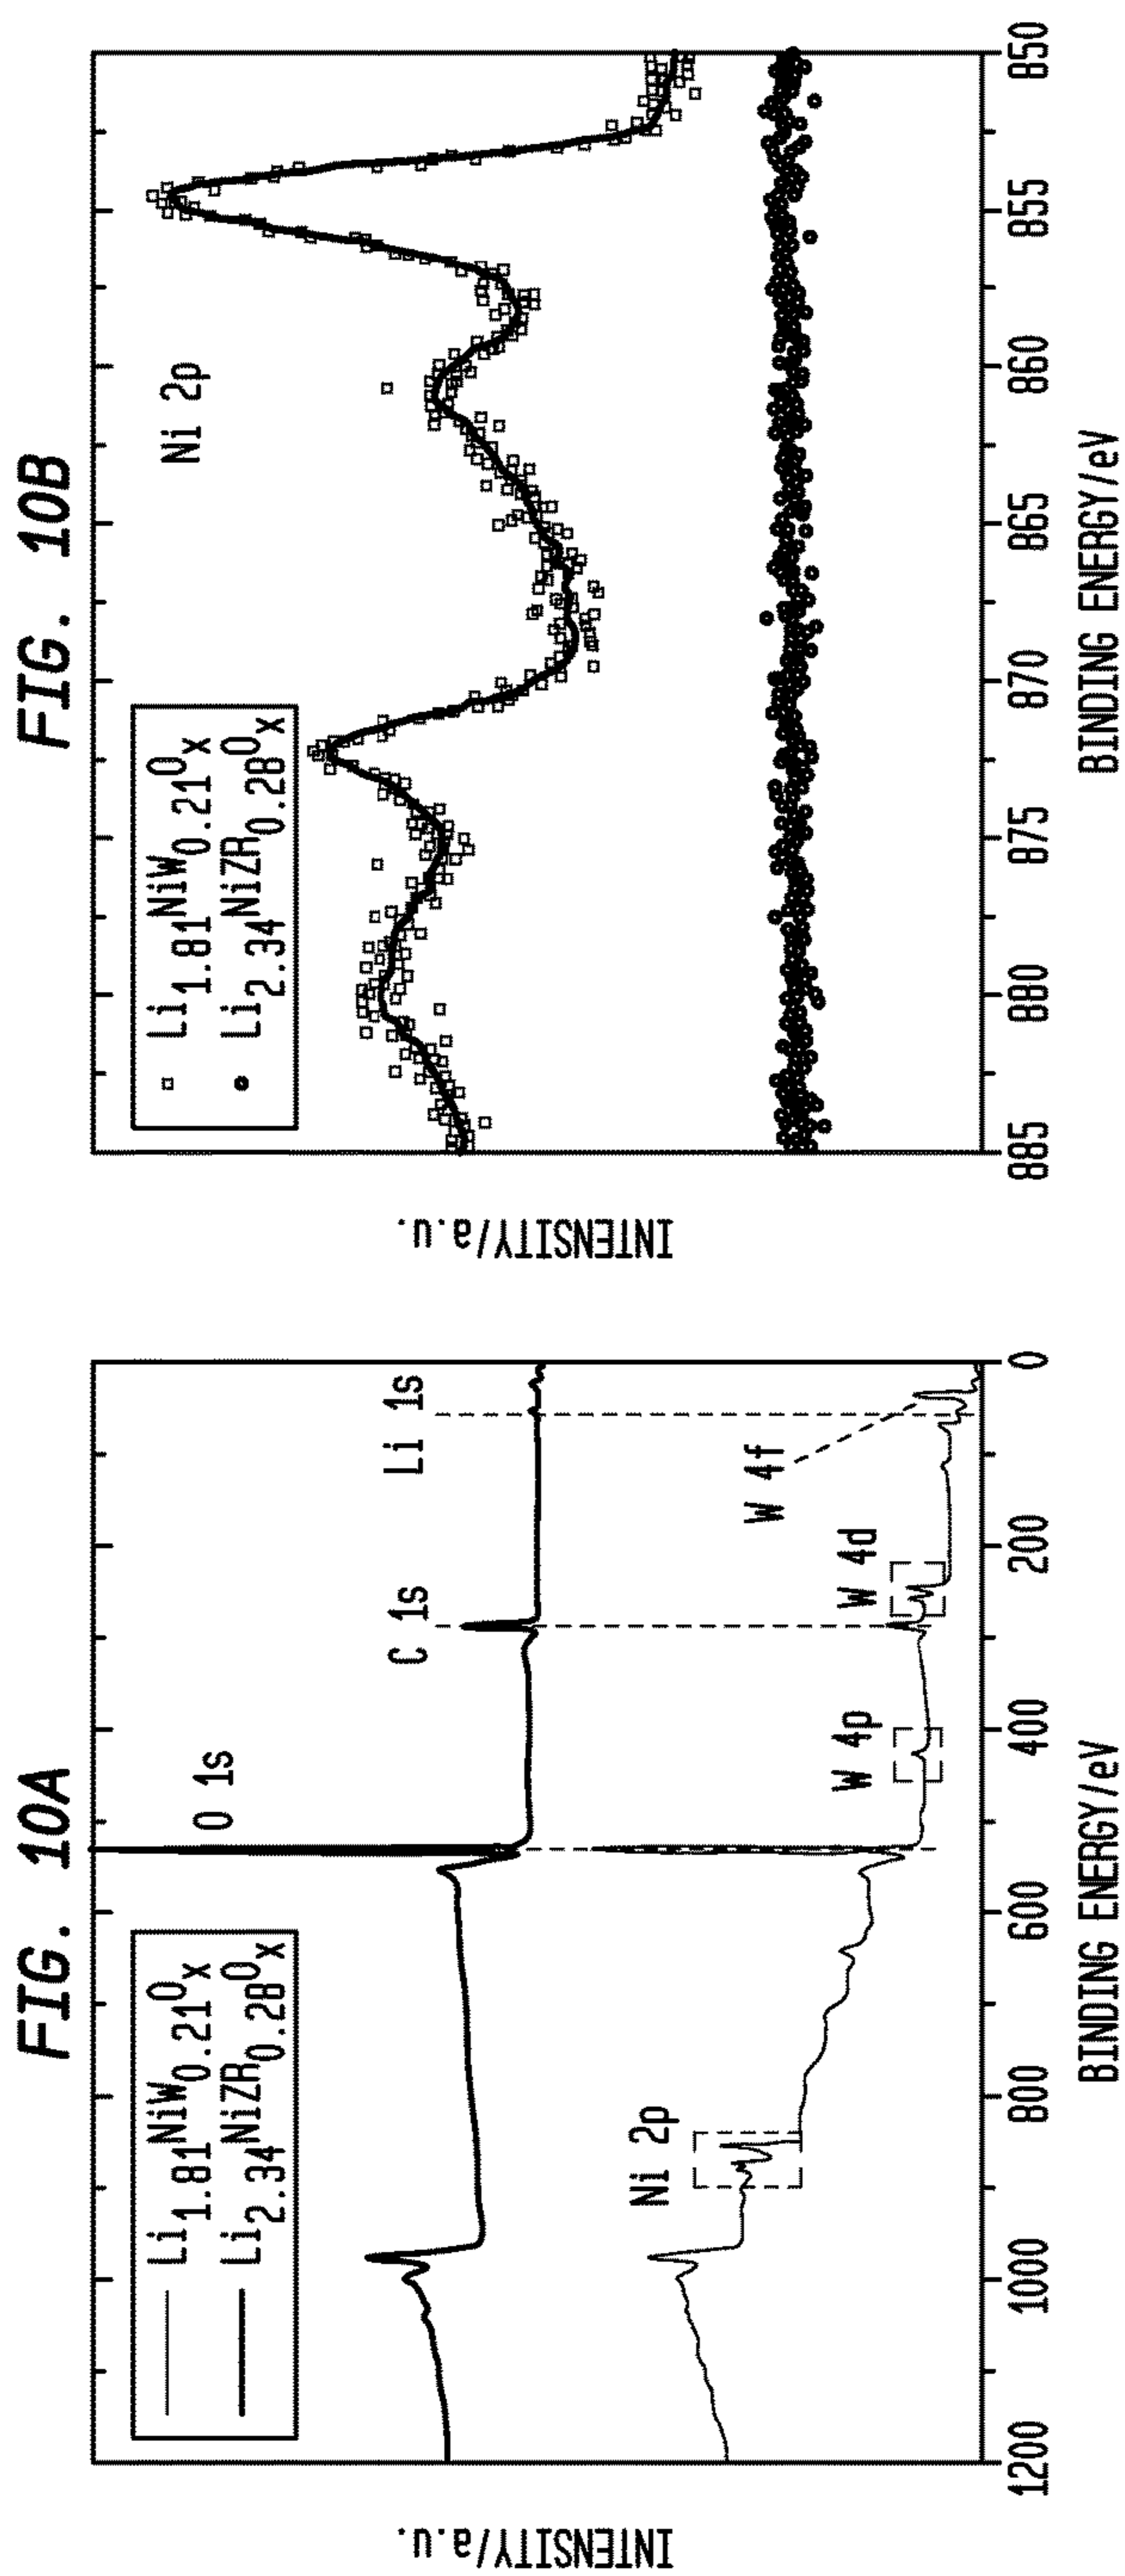 FIG. 10A
Li1.81NiW0.21Ox
Li2.34NiZR0.28Ox
O 1s
C 1s
Li 1s
Ni 2p
W 4p
W 4d
W 4f
INTENSITY/a.u.
1200 1000 800 600 400 200 0
BINDING ENERGY/eV
FIG. 10B
Li1.81NiW0.21Ox
Li2.34NiZR0.28Ox
Ni 2p
INTENSITY/a.u.
885 880 875 870 865 860 855 850
BINDING ENERGY/eV